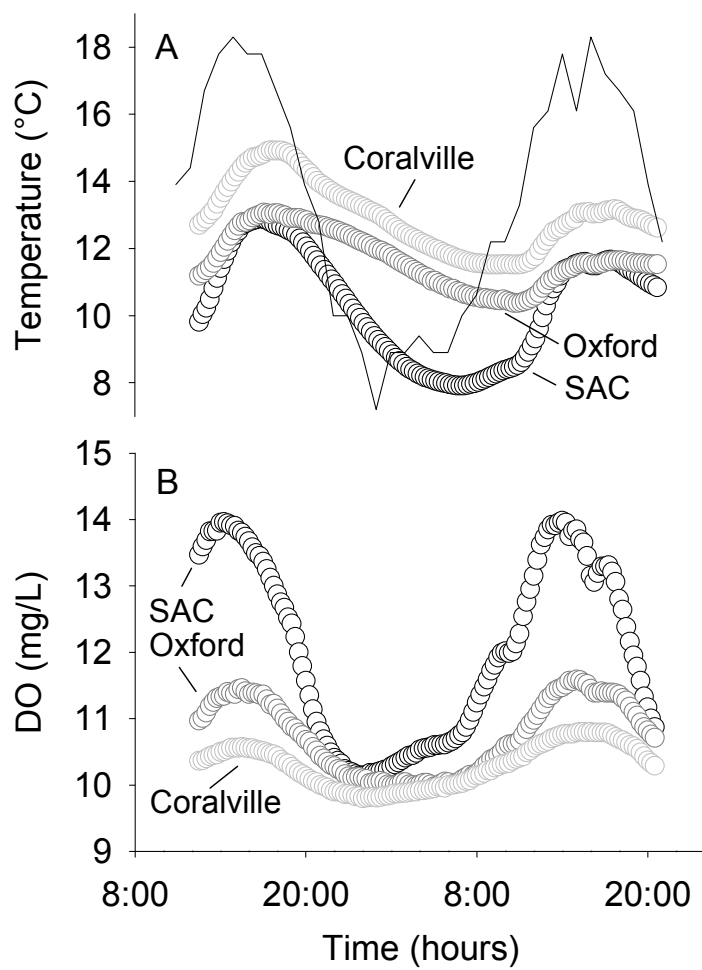 A
18
16
14
12
10
8
Temperature (°C)
Coralville
Oxford
SAC
B
15
14
13
12
11
10
9
DO (mg/L)
SAC
Oxford
Coralville
8:00 20:00 8:00 20:00
Time (hours)